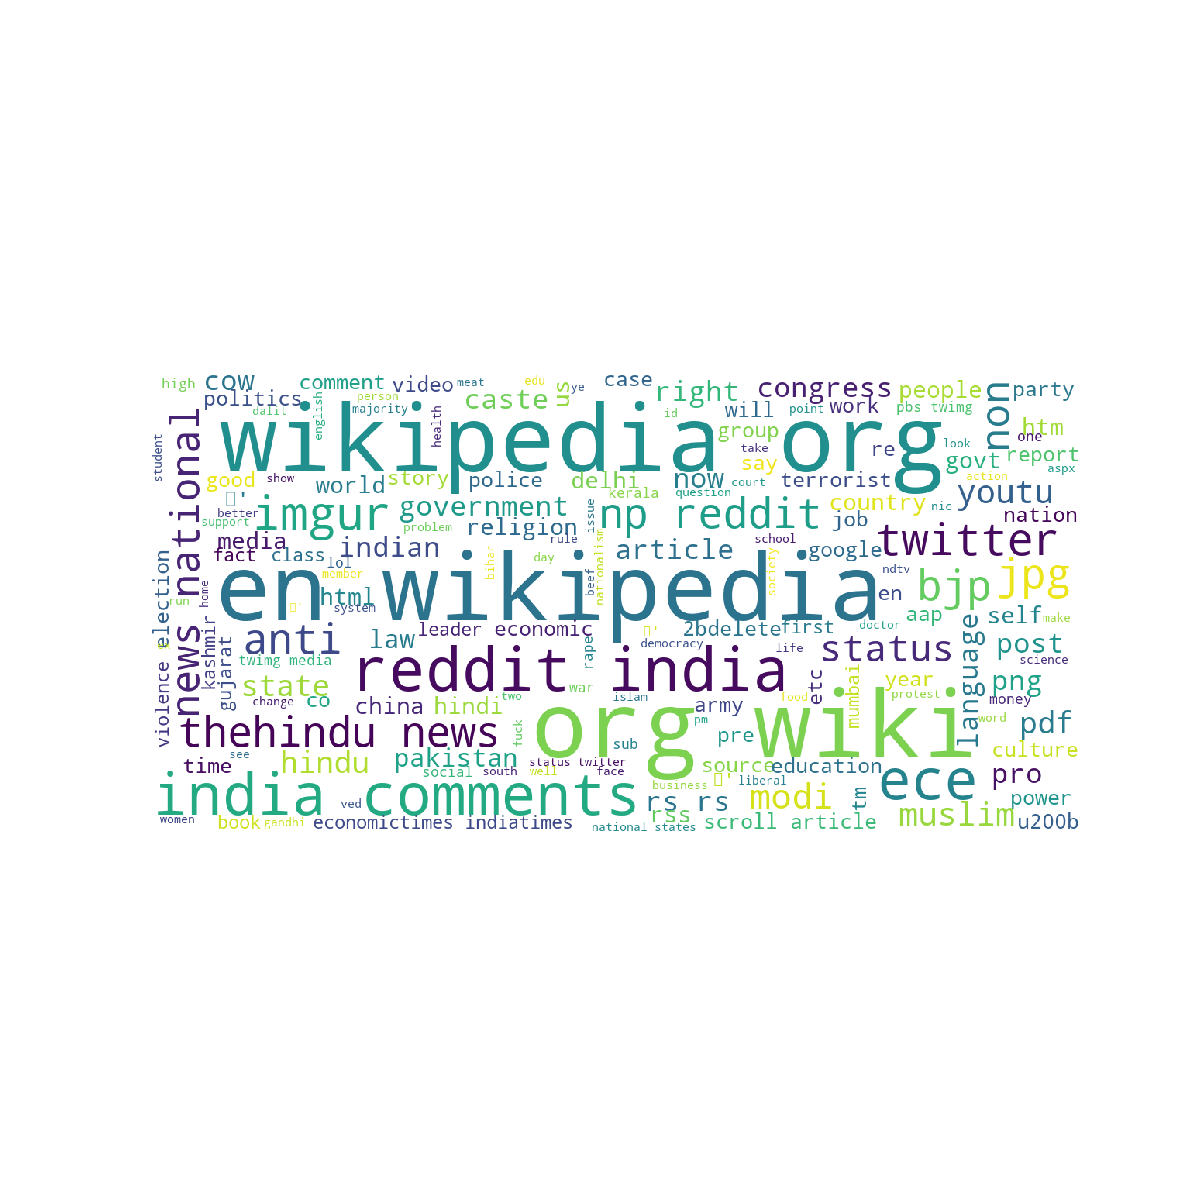 high
cow
comment
video
meat
edu
ye
case
right
congress
people
non
party
politics
dalit
english
person
majority
health
caste
us
id
will
point
work
pbs twimg
htm
one
student
news national
wikipedia org
group
take
re
look
govt
report
aspx
good
show
world
story
police
delhi
say
court
terrorist
action
support
better
imgur
government
kerala
now
question
country
youtu
nic
nation
problem
religion
issue
np reddit
job
twitter
media
fact
class
lol
indian
rule
day
bihar
article
school
google
member
en wikipedia
beef
nationalism
society
ndtv
en
bjp
jpg
violence election
run
home
html
system
aap
self
make
kashmir
gujarat
anti
law
leader economic
rape
2bdelete
first
doctor
democracy
life
status
language
post
science
twimg media
reddit india
state
co
change
china
hindi
two
war
islam
army
food
etc
mumbai
year
protest
png
money
thehindu news
fuck
org wiki
pm
pre
word
pdf
see
sub
time
hindu
pakistan
social
south
status twitter
well
face
source
education
culture
india comments
business
liberal
rs rs
modi
tm
ece
pro
power
women
book
gandhi
ved
economictimes indiatimes
national states
rss
scroll article
muslim
u200b